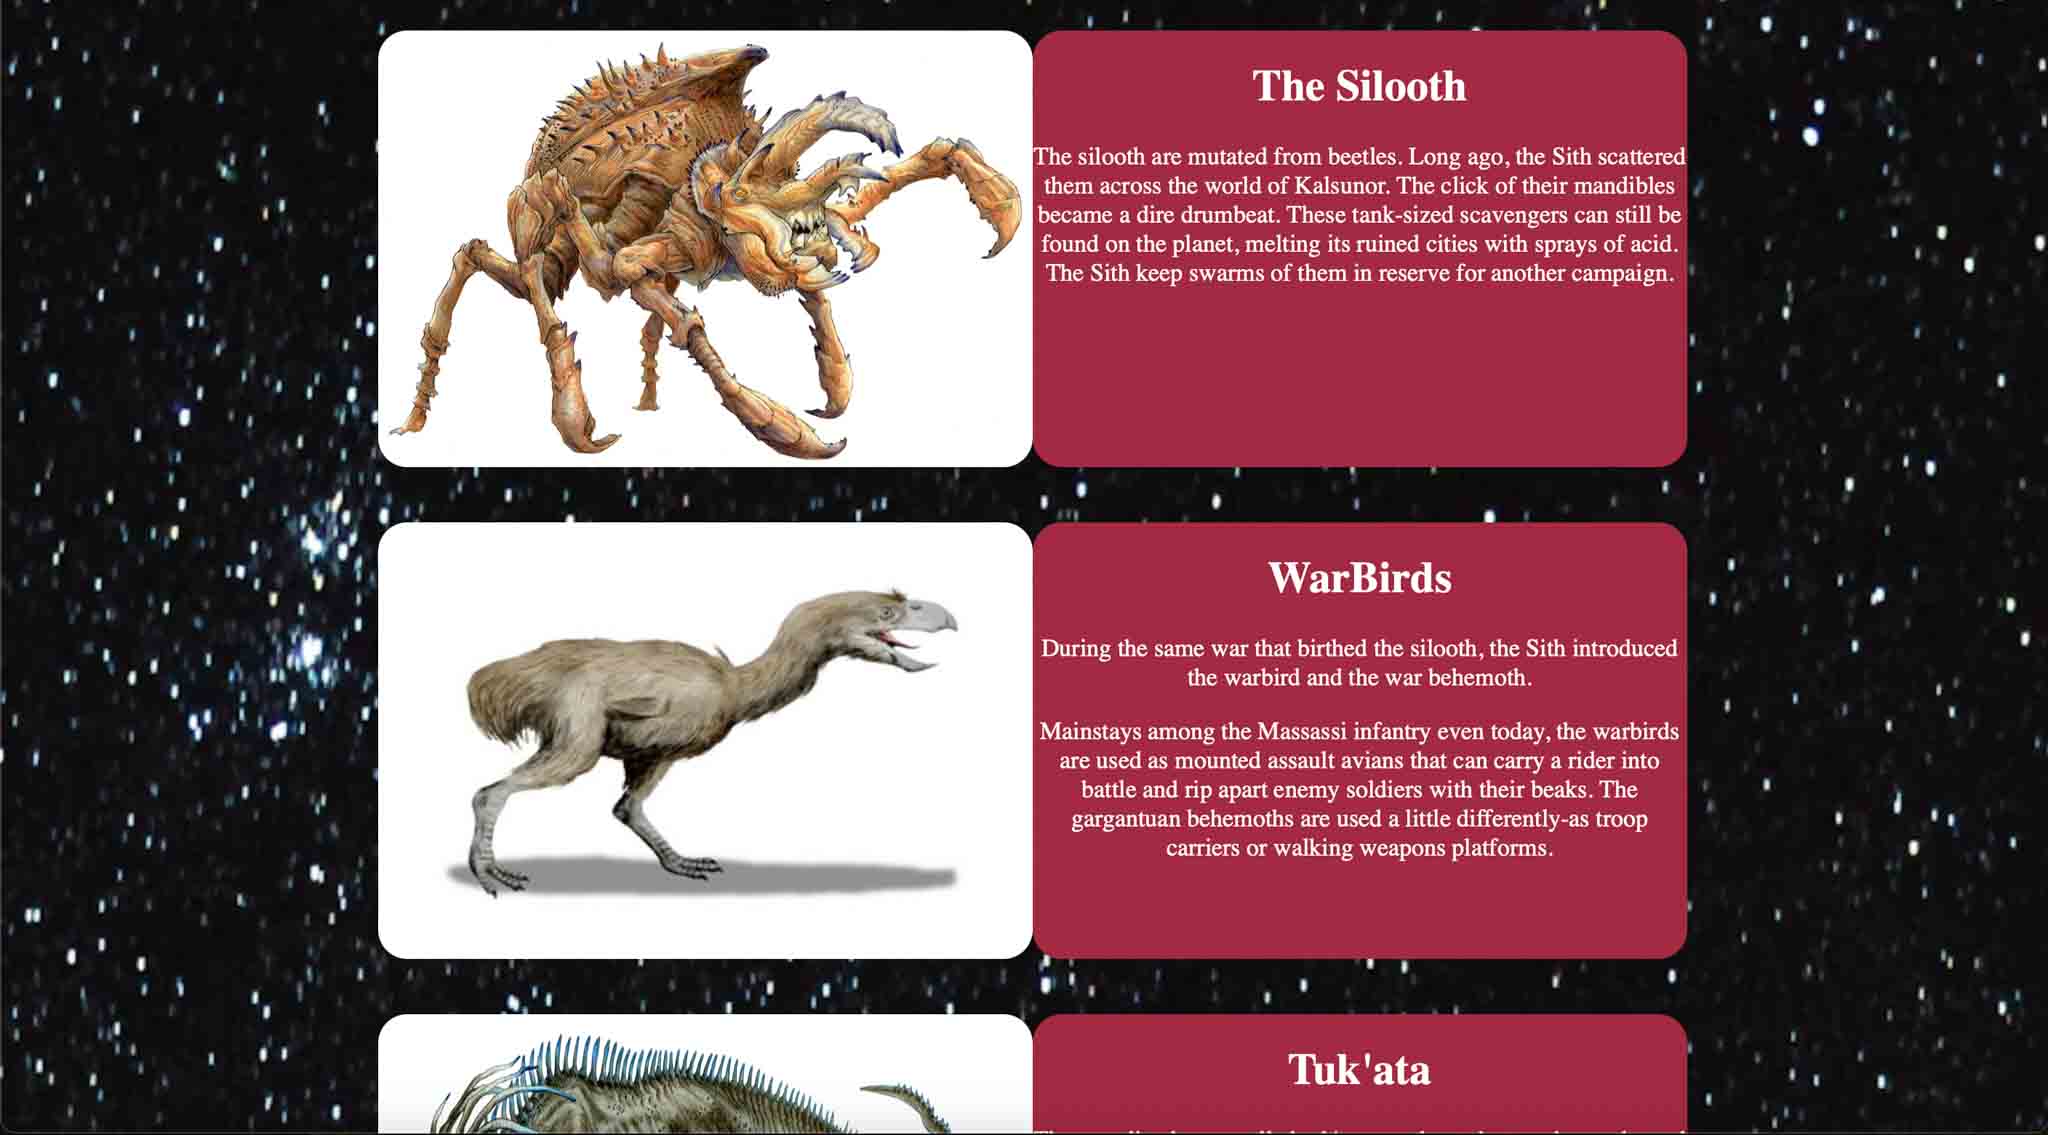 The Silooth
The silooth are mutated from beetles. Long ago, the Sith scattered
them across the world of Kalsunor. The click of their mandibles
became a dire drumbeat. These tank-sized scavengers can still be
found on the planet, melting its ruined cities with sprays of acid.
The Sith keep swarms of them in reserve for another campaign.
WarBirds
During the same war that birthed the silooth, the Sith introduced
the warbird and the war behemoth.
Mainstays among the Massassi infantry even today, the warbirds
are used as mounted assault avians that can carry a rider into
battle and rip apart enemy soldiers with their beaks. The
gargantuan behemoths are used a little differently-as troop
carriers or walking weapons platforms.
Tuk'ata